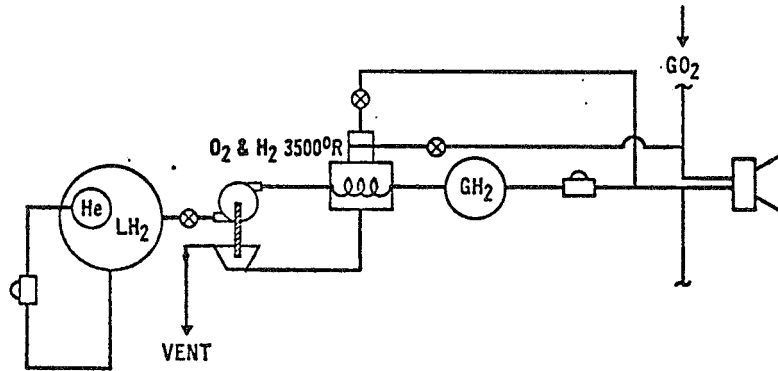 GO₂
O₂ & H₂ 3500°R
He
LH₂
GH₂
VENT